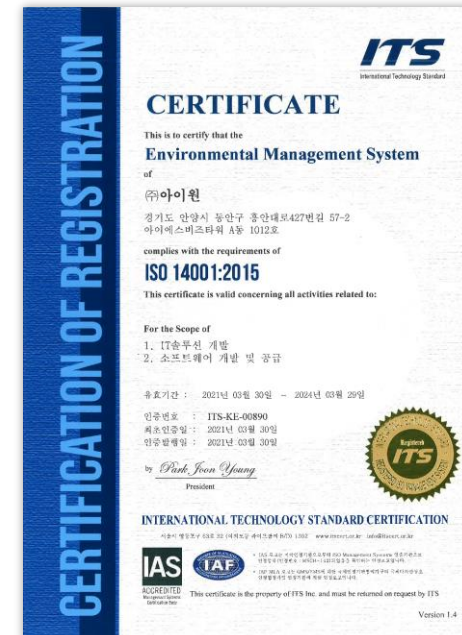 CERTIFICATION OF REGISTRATION
ITS
International Technology Standard
CERTIFICATE
This is to certify that the
Environmental Management System
of
(주)아이원
경기도 안양시 동안구 흥안대로427번길 57-2
아이에스비즈타워 A동 1012호
complies with the requirements of
ISO 14001:2015
This certificate is valid concerning all activities related to:
For the Scope of
1. IT솔루션 개발
2. 소프트웨어 개발 및 공급
유효기간 : 2021년 03월 30일 ~ 2024년 03월 29일
인증번호 : ITS-KE-00890
최초인증일 : 2021년 03월 30일
인증발행일 : 2021년 03월 30일
by Park Joon Young
President
Registered
ITS
INTERNATIONAL TECHNOLOGY STANDARD CERTIFICATION
IAS
ACCREDITED
Management Systems
Certification Body
IAF
This certificate is the property of ITS Inc. and must be returned on request by ITS
Version 1.4